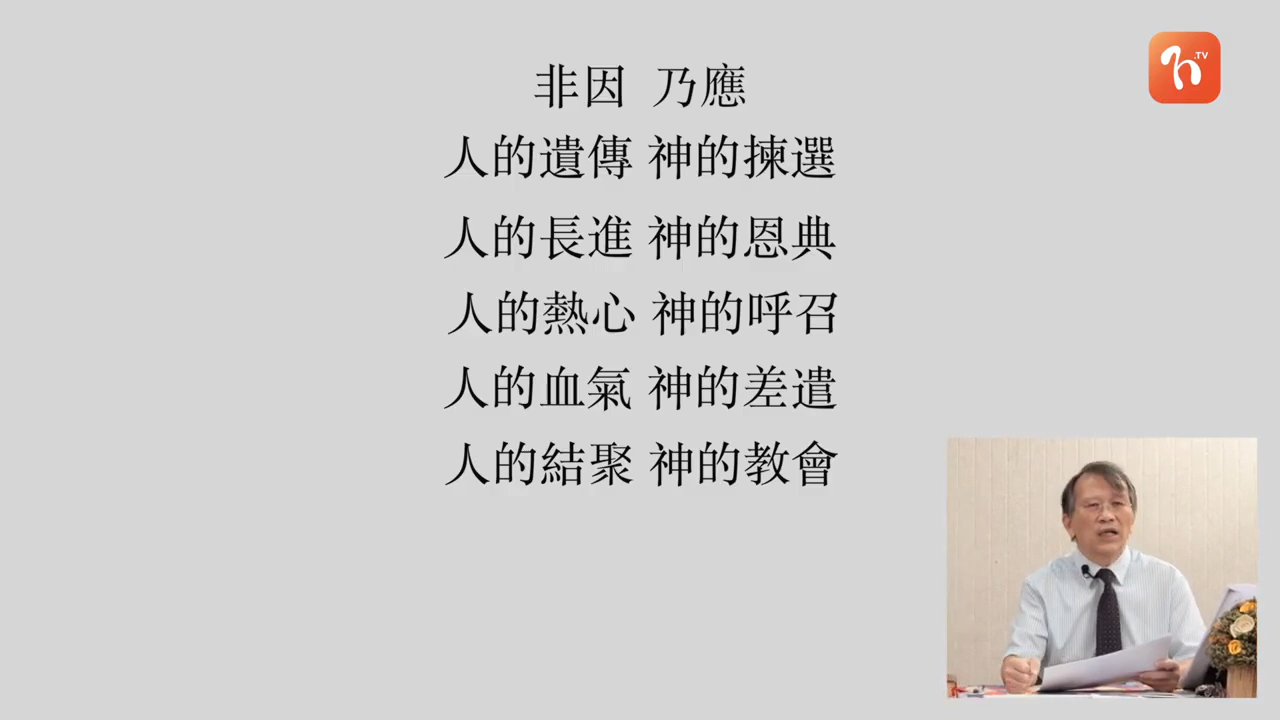 非因 乃應
人的遺傳 神的揀選
人的長進 神的恩典
人的熱心 神的呼召
人的血氣 神的差遣
人的結聚 神的教會
h.TV